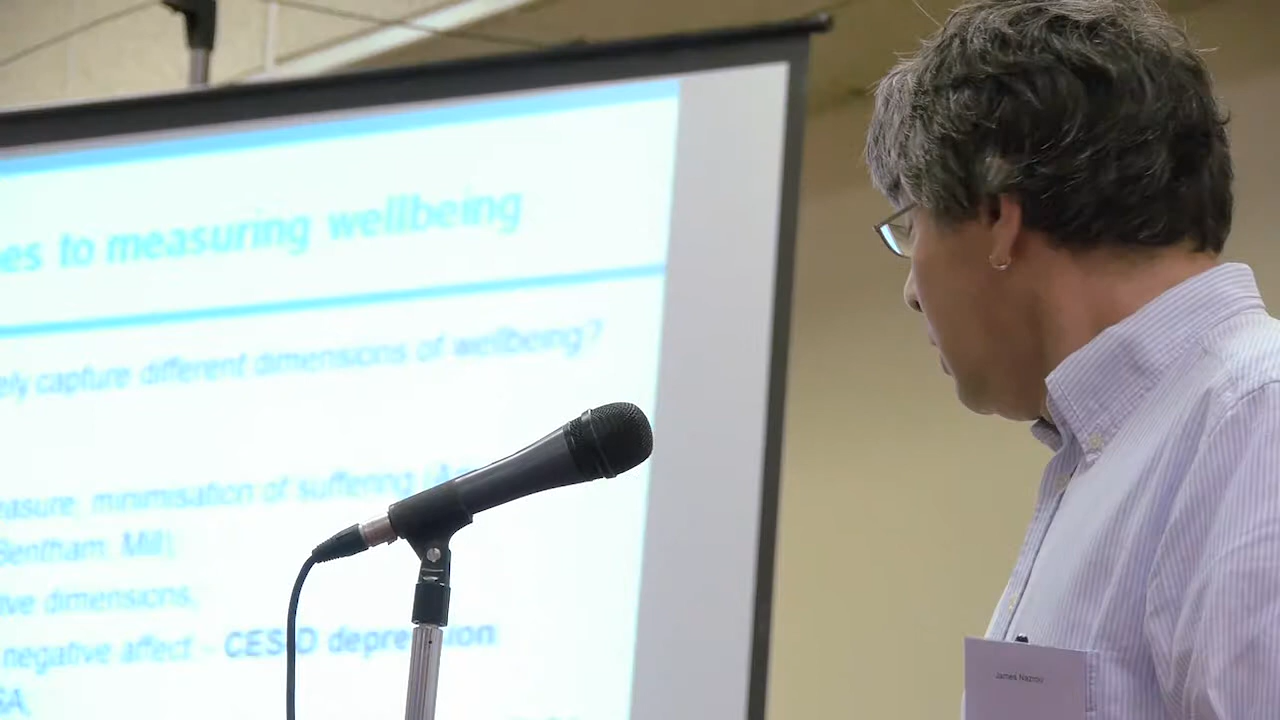 es to measuring wellbeing
ely capture different dimensions of wellbeing?
easure, minimisation of suffering
Bentham, Mill);
ive dimensions;
negative affect – CES-D depression
SA
James Nazroo